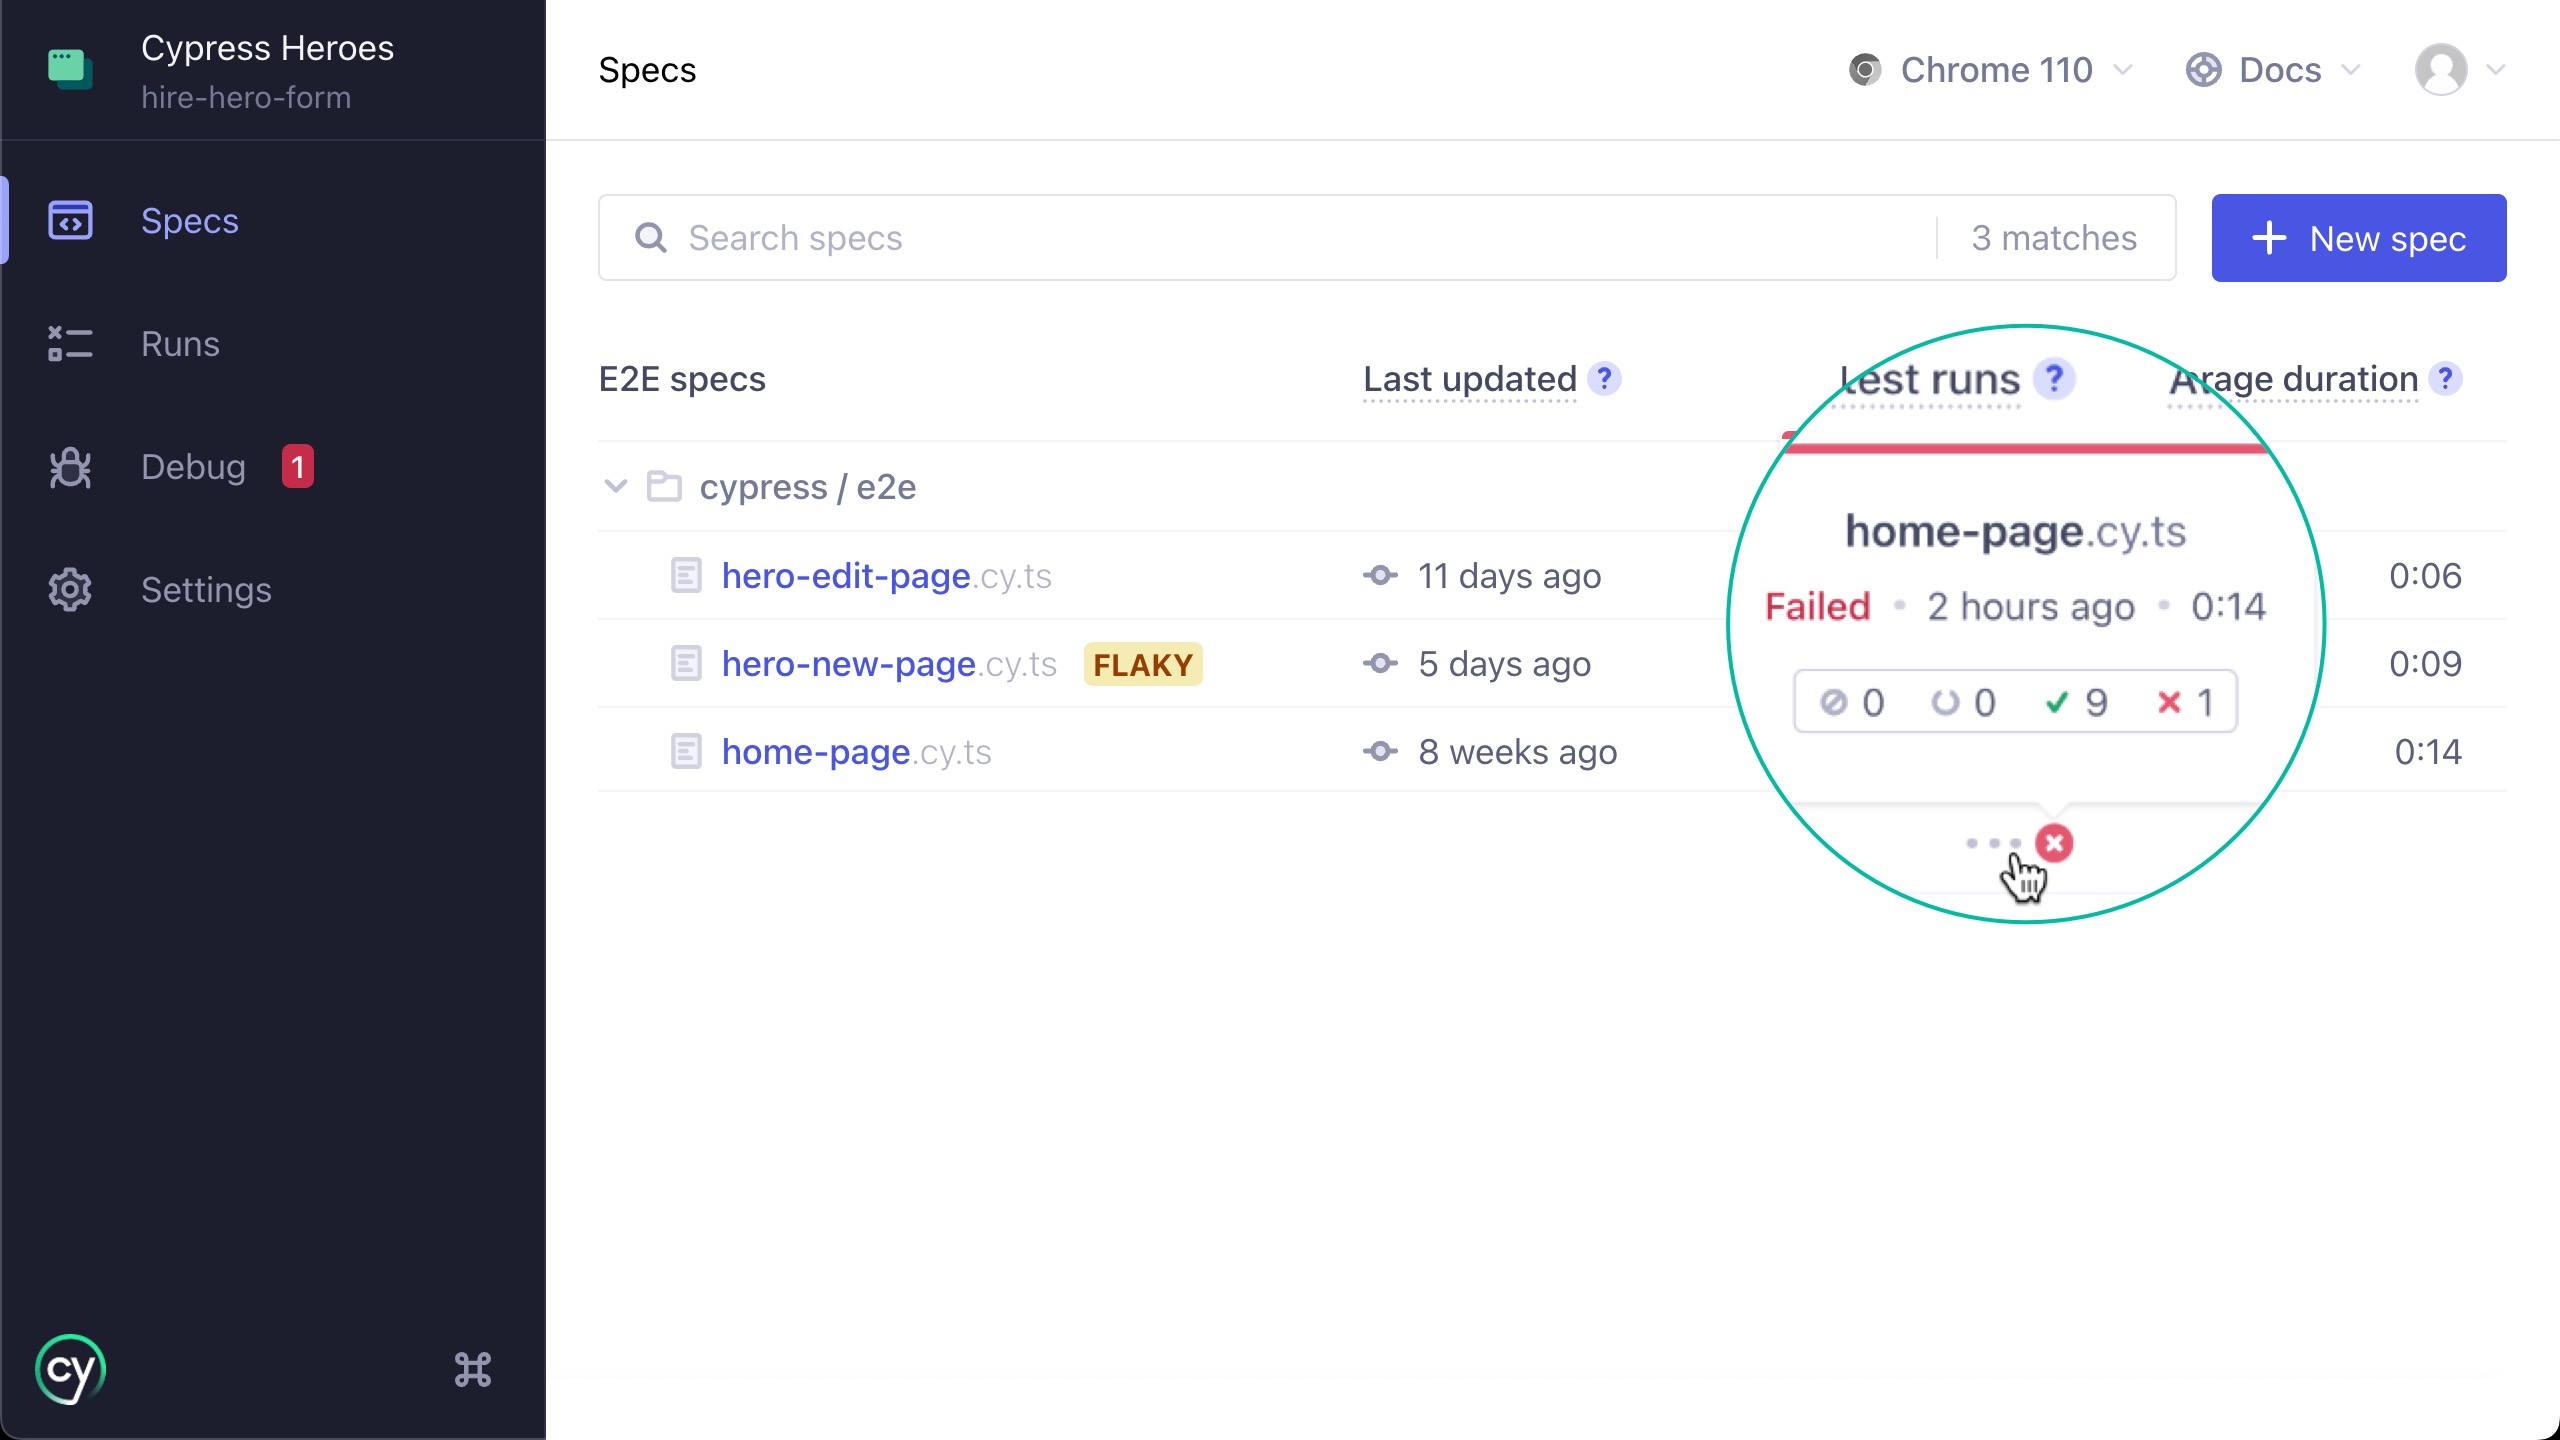 Cypress Heroes
hire-hero-form
Specs
Runs
Debug 1
Settings
cy
Specs
Chrome 110
Docs
Search specs
3 matches
New spec
E2E specs
Last updated ?
test runs ?
Arage duration ?
cypress / e2e
hero-edit-page.cy.ts
11 days ago
0:06
hero-new-page.cy.ts
FLAKY
5 days ago
0:09
home-page.cy.ts
8 weeks ago
0:14
home-page.cy.ts
Failed • 2 hours ago • 0:14
0 0 9 1